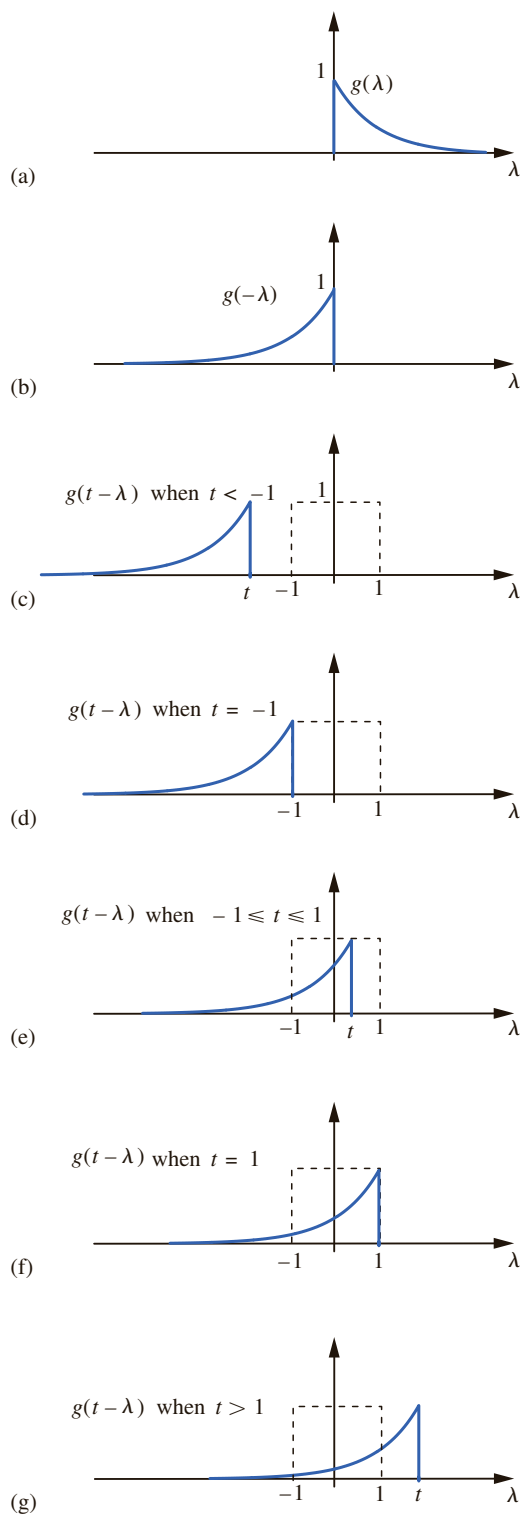 1
g(λ)
λ
(a)
1
g(−λ)
λ
(b)
g(t − λ) when t < −1
1
t −1 1 λ
(c)
g(t − λ) when t = −1
−1 1 λ
(d)
g(t − λ) when − 1 ⩽ t ⩽ 1
−1 t 1 λ
(e)
g(t − λ) when t = 1
−1 1 λ
(f)
g(t − λ) when t > 1
−1 1 t λ
(g)